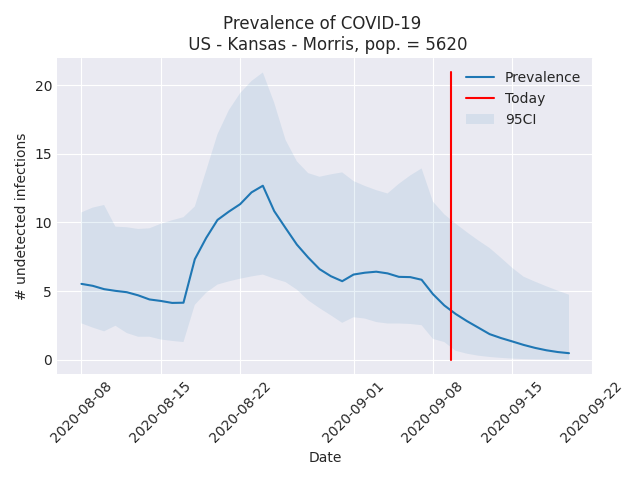 Prevalence of COVID-19
US - Kansas - Morris, pop. = 5620
Prevalence
Today
95CI
# undetected infections
20
15
10
5
0
2020-08-08
2020-08-15
2020-08-22
2020-09-01
2020-09-08
2020-09-15
2020-09-22
Date